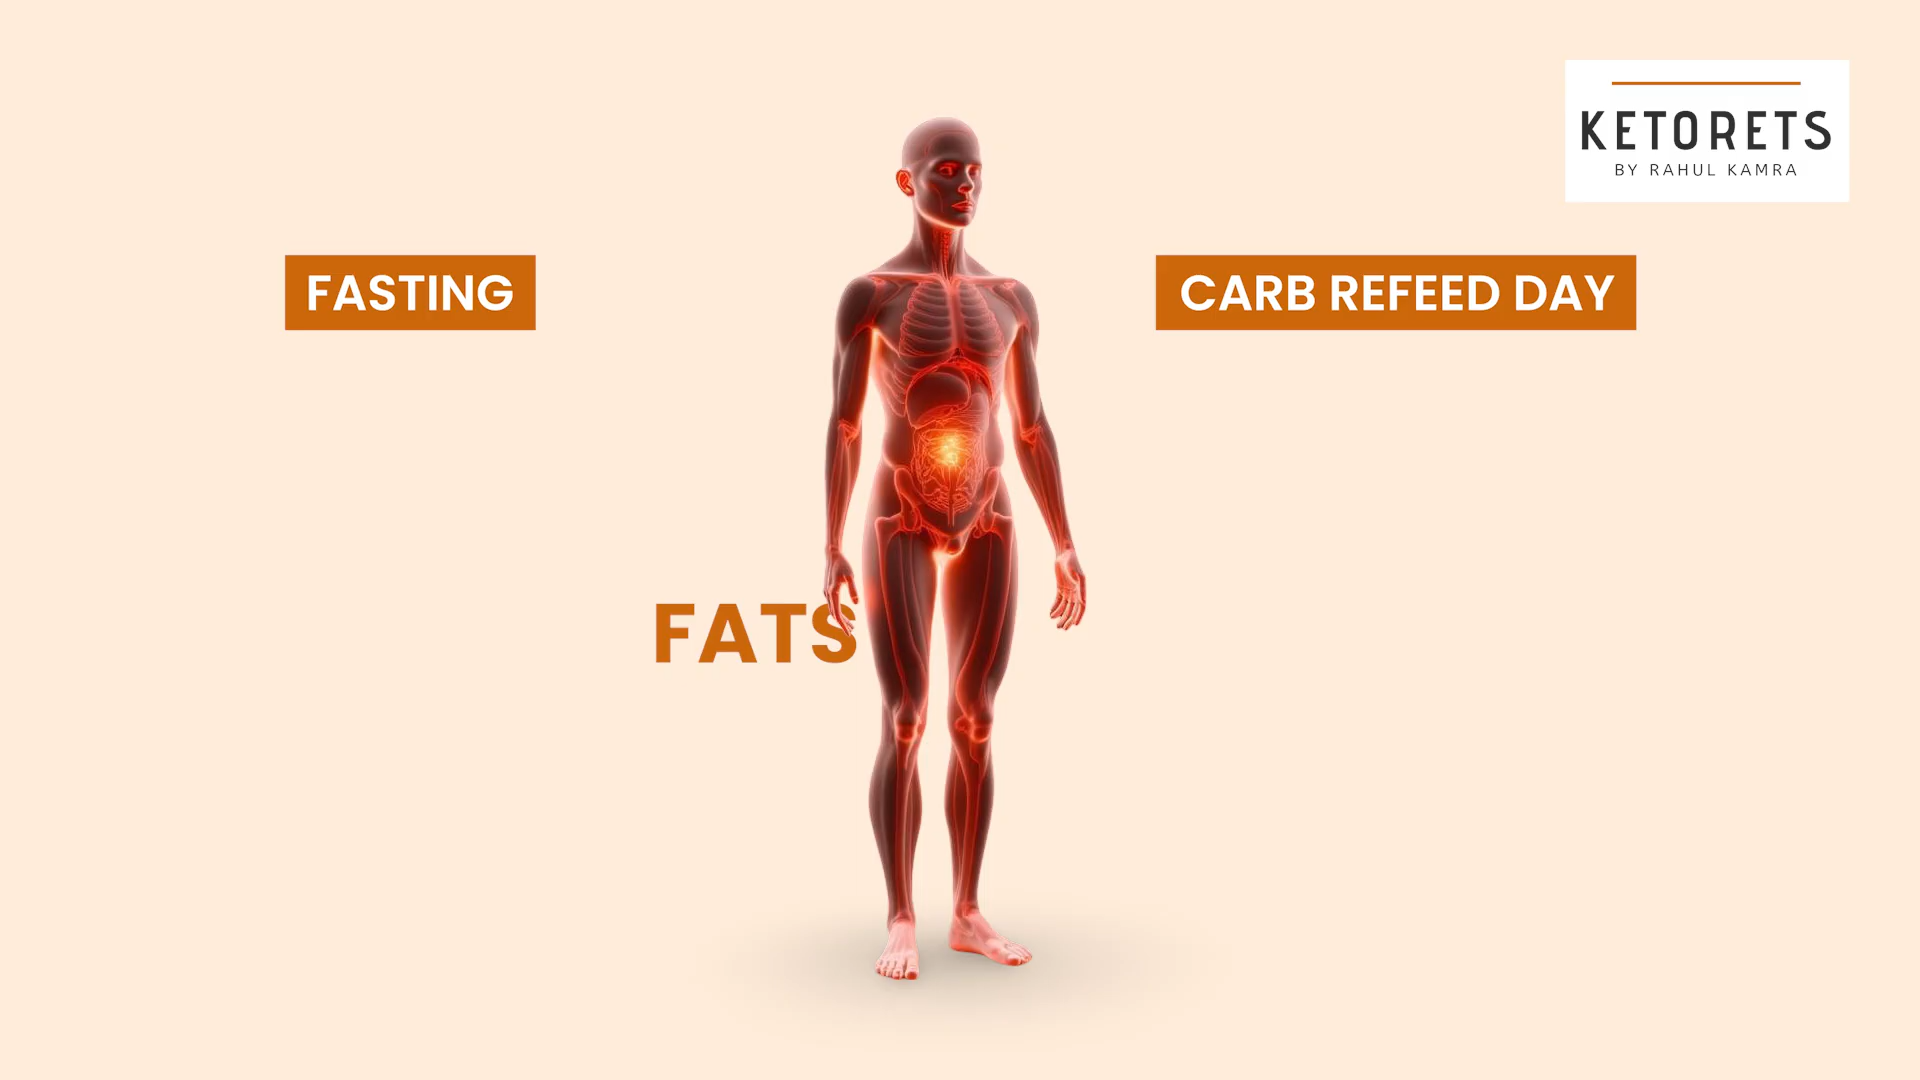 KETORETS
BY RAHUL KAMRA
FASTING
CARB REFEED DAY
FATS